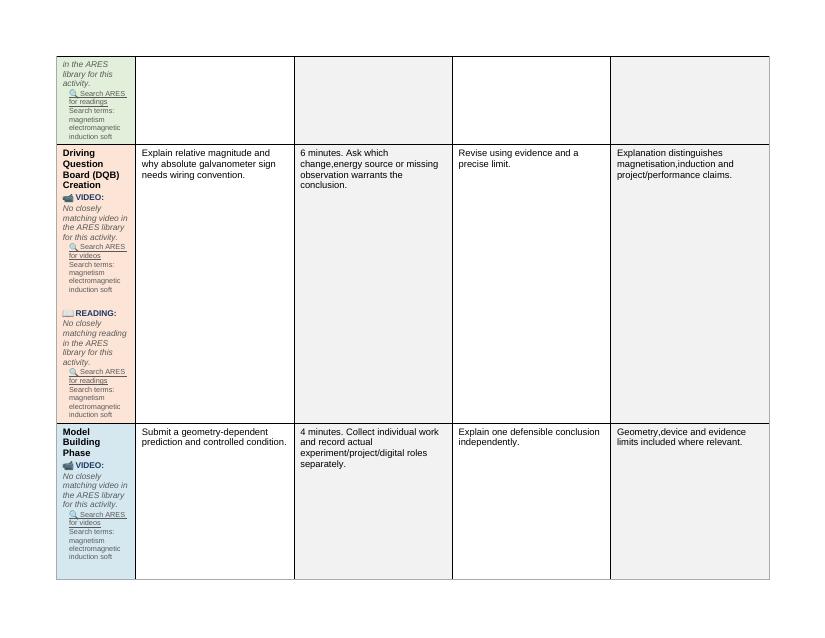 in the ARES
library for this
activity.
🔍 Search ARES
for readings
Search terms:
magnetism
electromagnetic
induction soft
Driving
Question
Board (DQB)
Creation
📹 VIDEO:
No closely
matching video in
the ARES library
for this activity.
🔍 Search ARES
for videos
Search terms:
magnetism
electromagnetic
induction soft
📖 READING:
No closely
matching reading
in the ARES
library for this
activity.
🔍 Search ARES
for readings
Search terms:
magnetism
electromagnetic
induction soft
Explain relative magnitude and
why absolute galvanometer sign
needs wiring convention.
6 minutes. Ask which
change,energy source or missing
observation warrants the
conclusion.
Revise using evidence and a
precise limit.
Explanation distinguishes
magnetisation,induction and
project/performance claims.
Model
Building
Phase
📹 VIDEO:
No closely
matching video in
the ARES library
for this activity.
🔍 Search ARES
for videos
Search terms:
magnetism
electromagnetic
induction soft
Submit a geometry-dependent
prediction and controlled condition.
4 minutes. Collect individual work
and record actual
experiment/project/digital roles
separately.
Explain one defensible conclusion
independently.
Geometry,device and evidence
limits included where relevant.